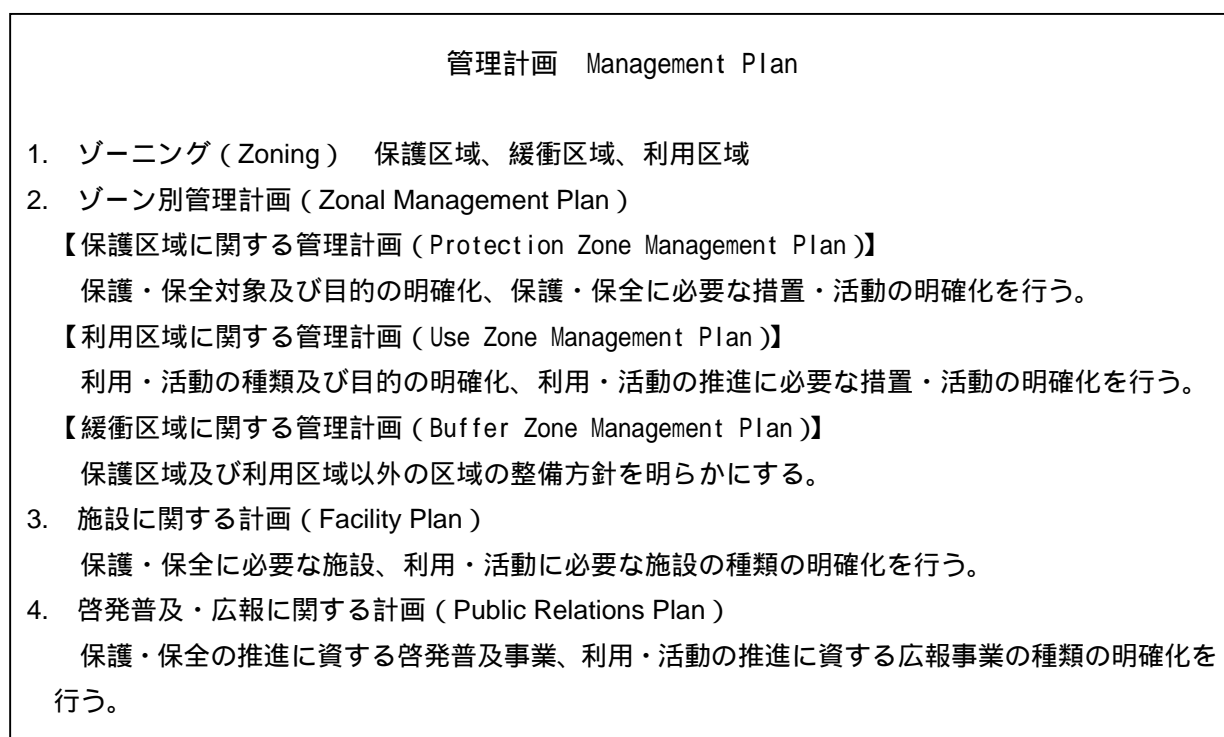 管理計画　Management Plan
1.　ゾーニング（Zoning）　保護区域、緩衝区域、利用区域
2.　ゾーン別管理計画（Zonal Management Plan）
【保護区域に関する管理計画（Protection Zone Management Plan）】
保護・保全対象及び目的の明確化、保護・保全に必要な措置・活動の明確化を行う。
【利用区域に関する管理計画（Use Zone Management Plan）】
利用・活動の種類及び目的の明確化、利用・活動の推進に必要な措置・活動の明確化を行う。
【緩衝区域に関する管理計画（Buffer Zone Management Plan）】
保護区域及び利用区域以外の区域の整備方針を明らかにする。
3.　施設に関する計画（Facility Plan）
保護・保全に必要な施設、利用・活動に必要な施設の種類の明確化を行う。
4.　啓発普及・広報に関する計画（Public Relations Plan）
保護・保全の推進に資する啓発普及事業、利用・活動の推進に資する広報事業の種類の明確化を
行う。